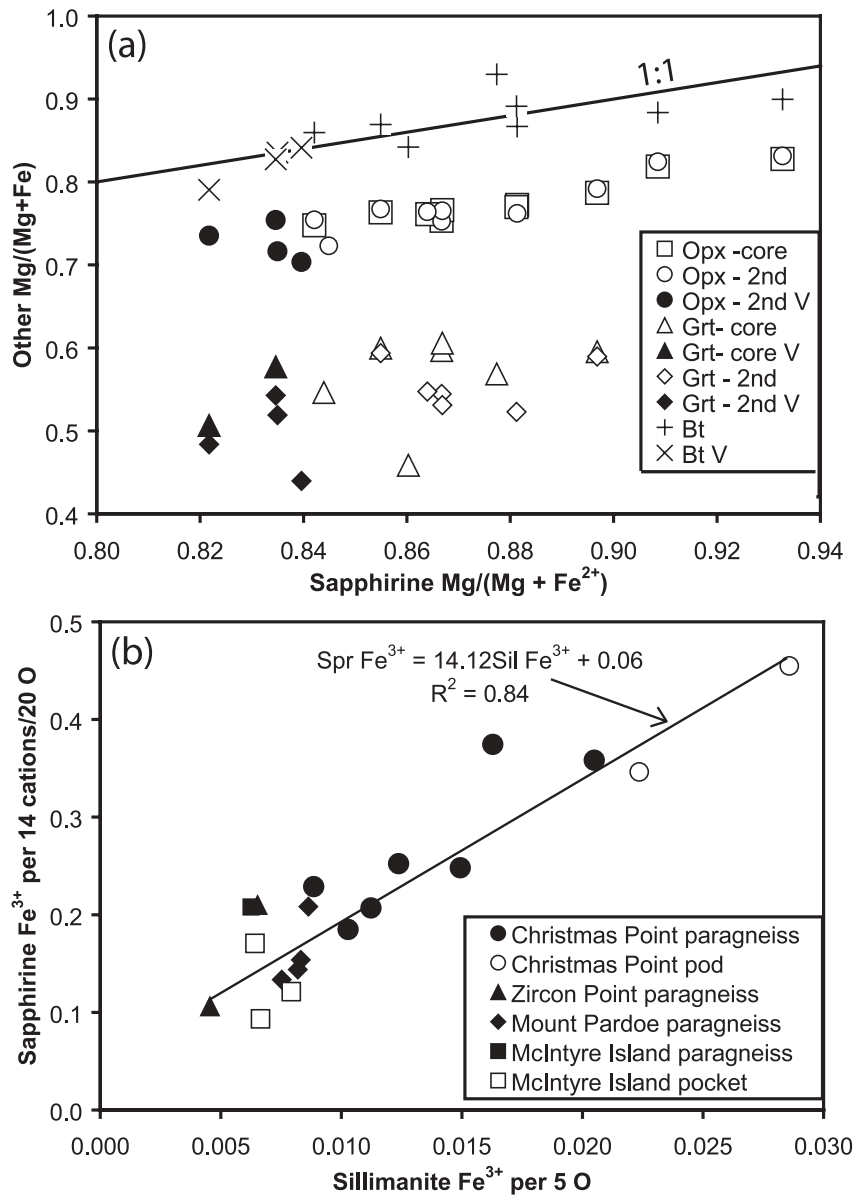 (a)
1:1
1.0
0.9
0.8
0.7
0.6
0.5
0.4
Other Mg/(Mg+Fe)
Opx -core
Opx - 2nd
Opx - 2nd V
Grt- core
Grt- core V
Grt - 2nd
Grt - 2nd V
Bt
Bt V
0.80 0.82 0.84 0.86 0.88 0.90 0.92 0.94
Sapphirine Mg/(Mg + Fe²⁺)
(b)
0.5
0.4
0.3
0.2
0.1
0.0
Sapphirine Fe³⁺ per 14 cations/20 O
Spr Fe³⁺ = 14.12Sil Fe³⁺ + 0.06
R² = 0.84
Christmas Point paragneiss
Christmas Point pod
Zircon Point paragneiss
Mount Pardoe paragneiss
McIntyre Island paragneiss
McIntyre Island pocket
0.000 0.005 0.010 0.015 0.020 0.025 0.030
Sillimanite Fe³⁺ per 5 O